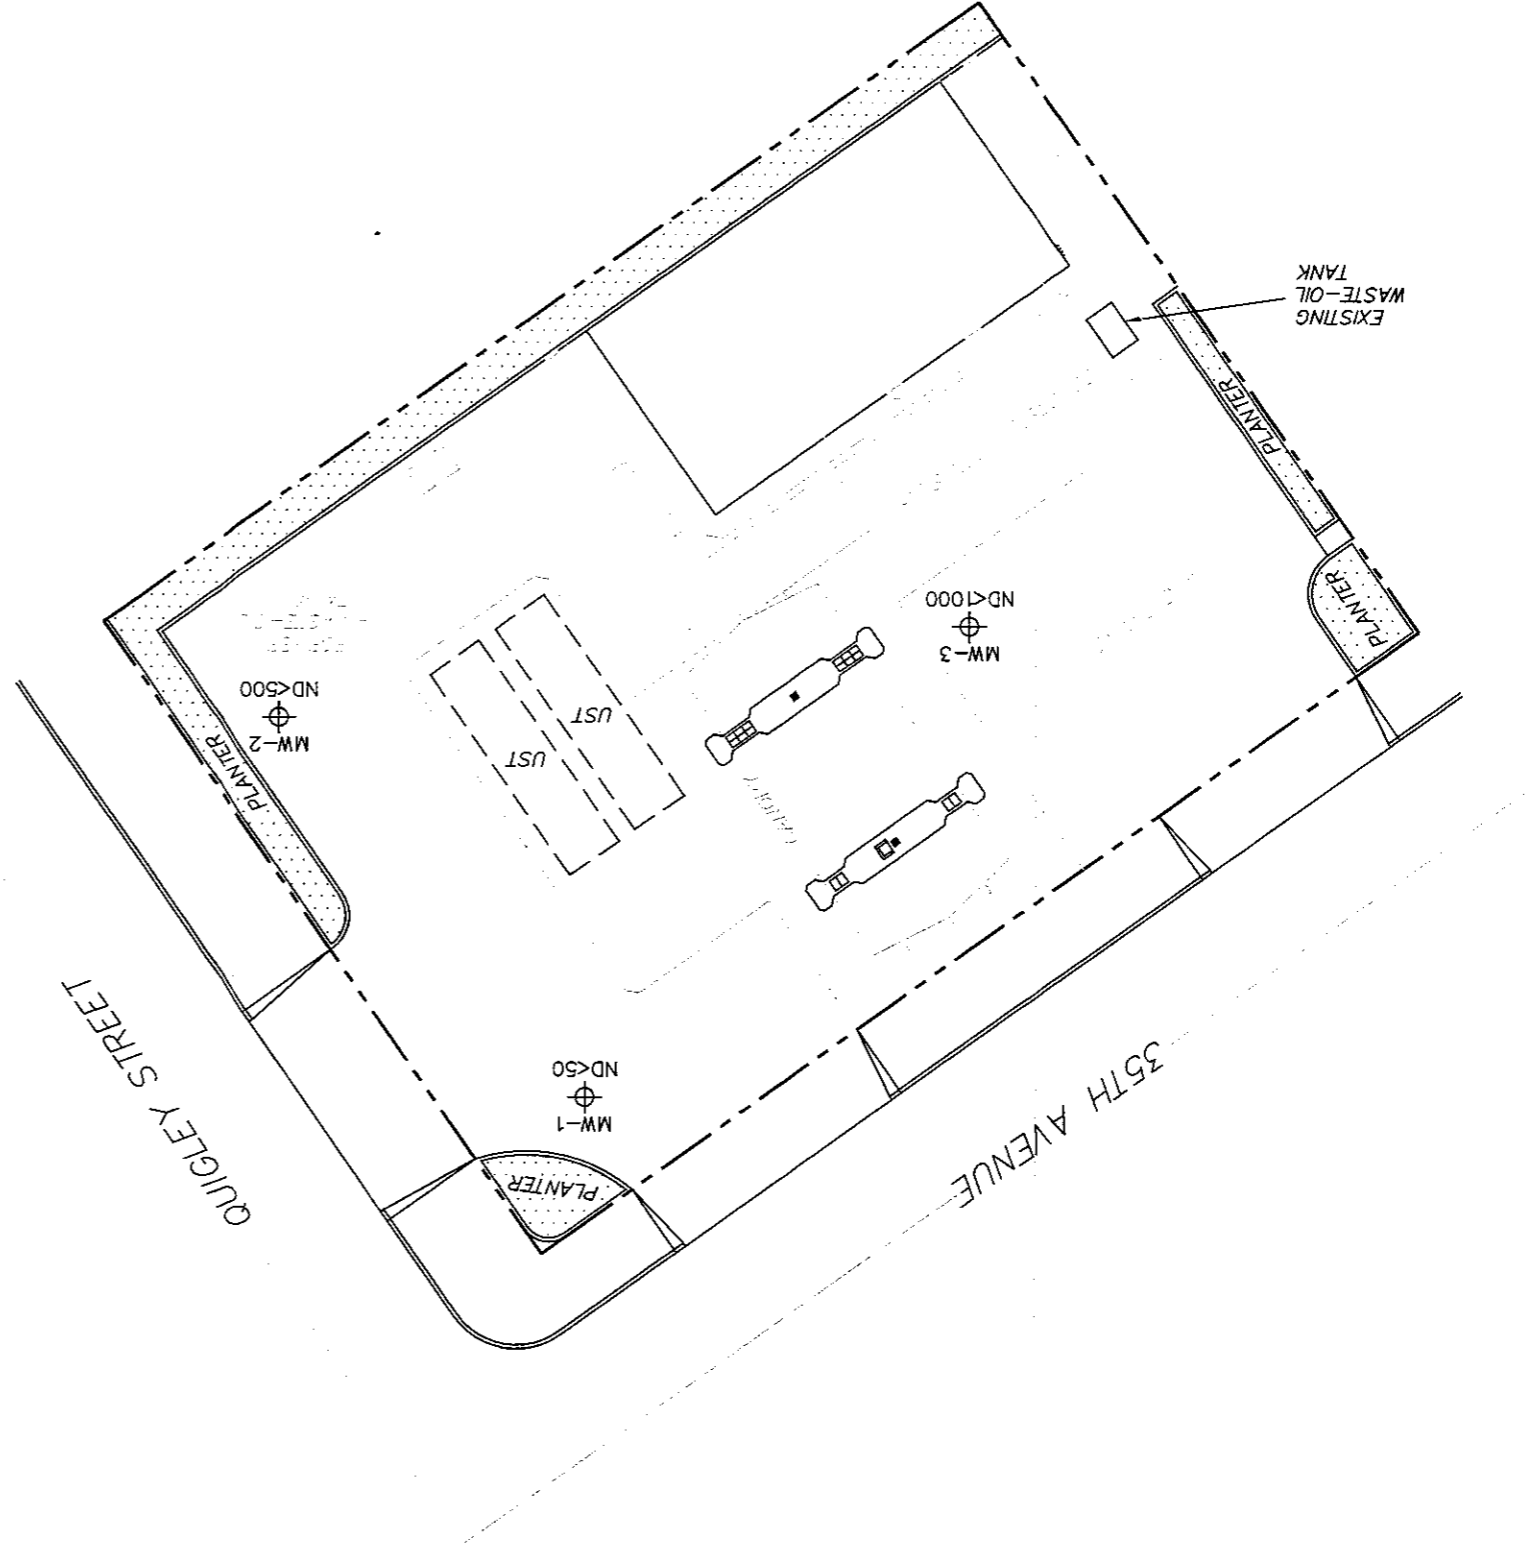 35TH AVENUE
PLANTER
MW-1
ND<50
QUIGLEY STREET
PLANTER
MW-3
ND<1000
UST
UST
MW-2
ND<500
PLANTER
PLANTER
EXISTING
WASTE-OIL
TANK